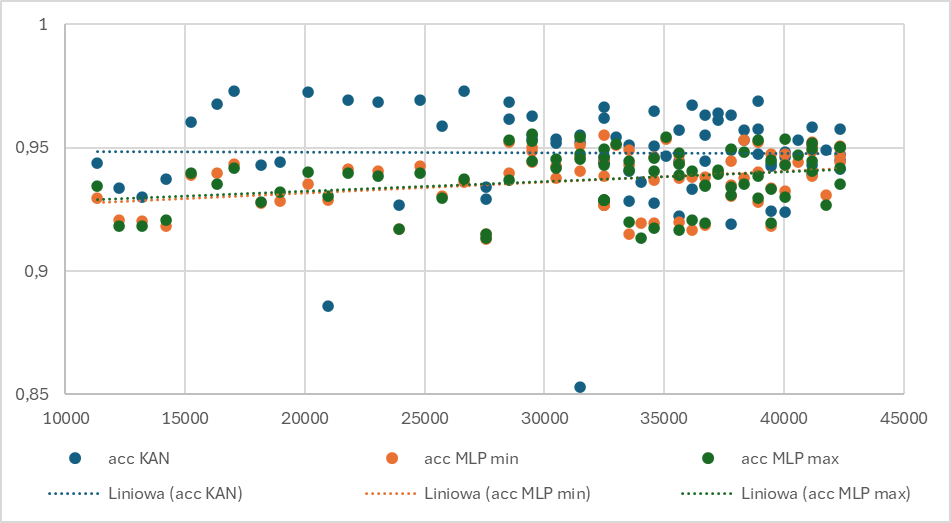 1
0,95
0,9
0,85
10000 15000 20000 25000 30000 35000 40000 45000
acc KAN acc MLP min acc MLP max
Liniowa (acc KAN) Liniowa (acc MLP min) Liniowa (acc MLP max)